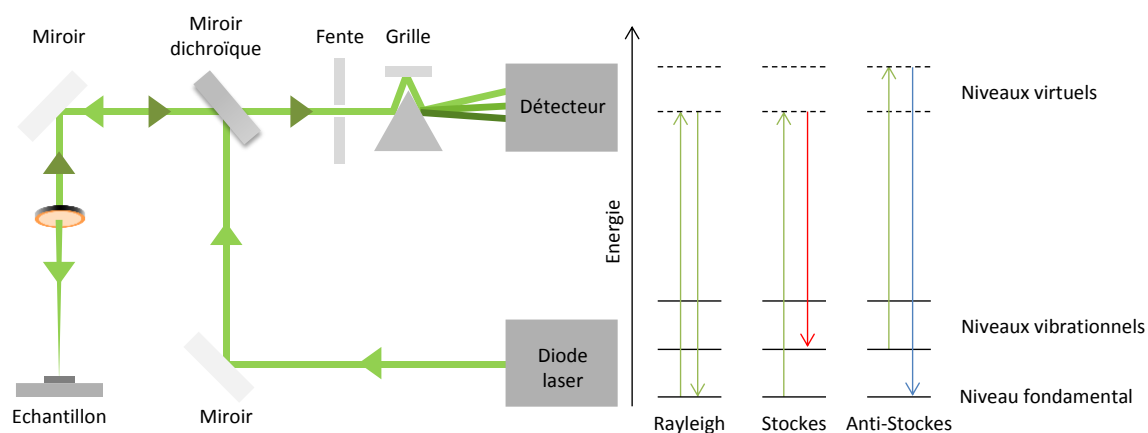 Miroir
Miroir
dichroïque
Fente
Grille
Détecteur
Diode
laser
Miroir
Echantillon
Energie
Niveaux virtuels
Niveaux vibrationnels
Niveau fondamental
Rayleigh
Stockes
Anti-Stockes